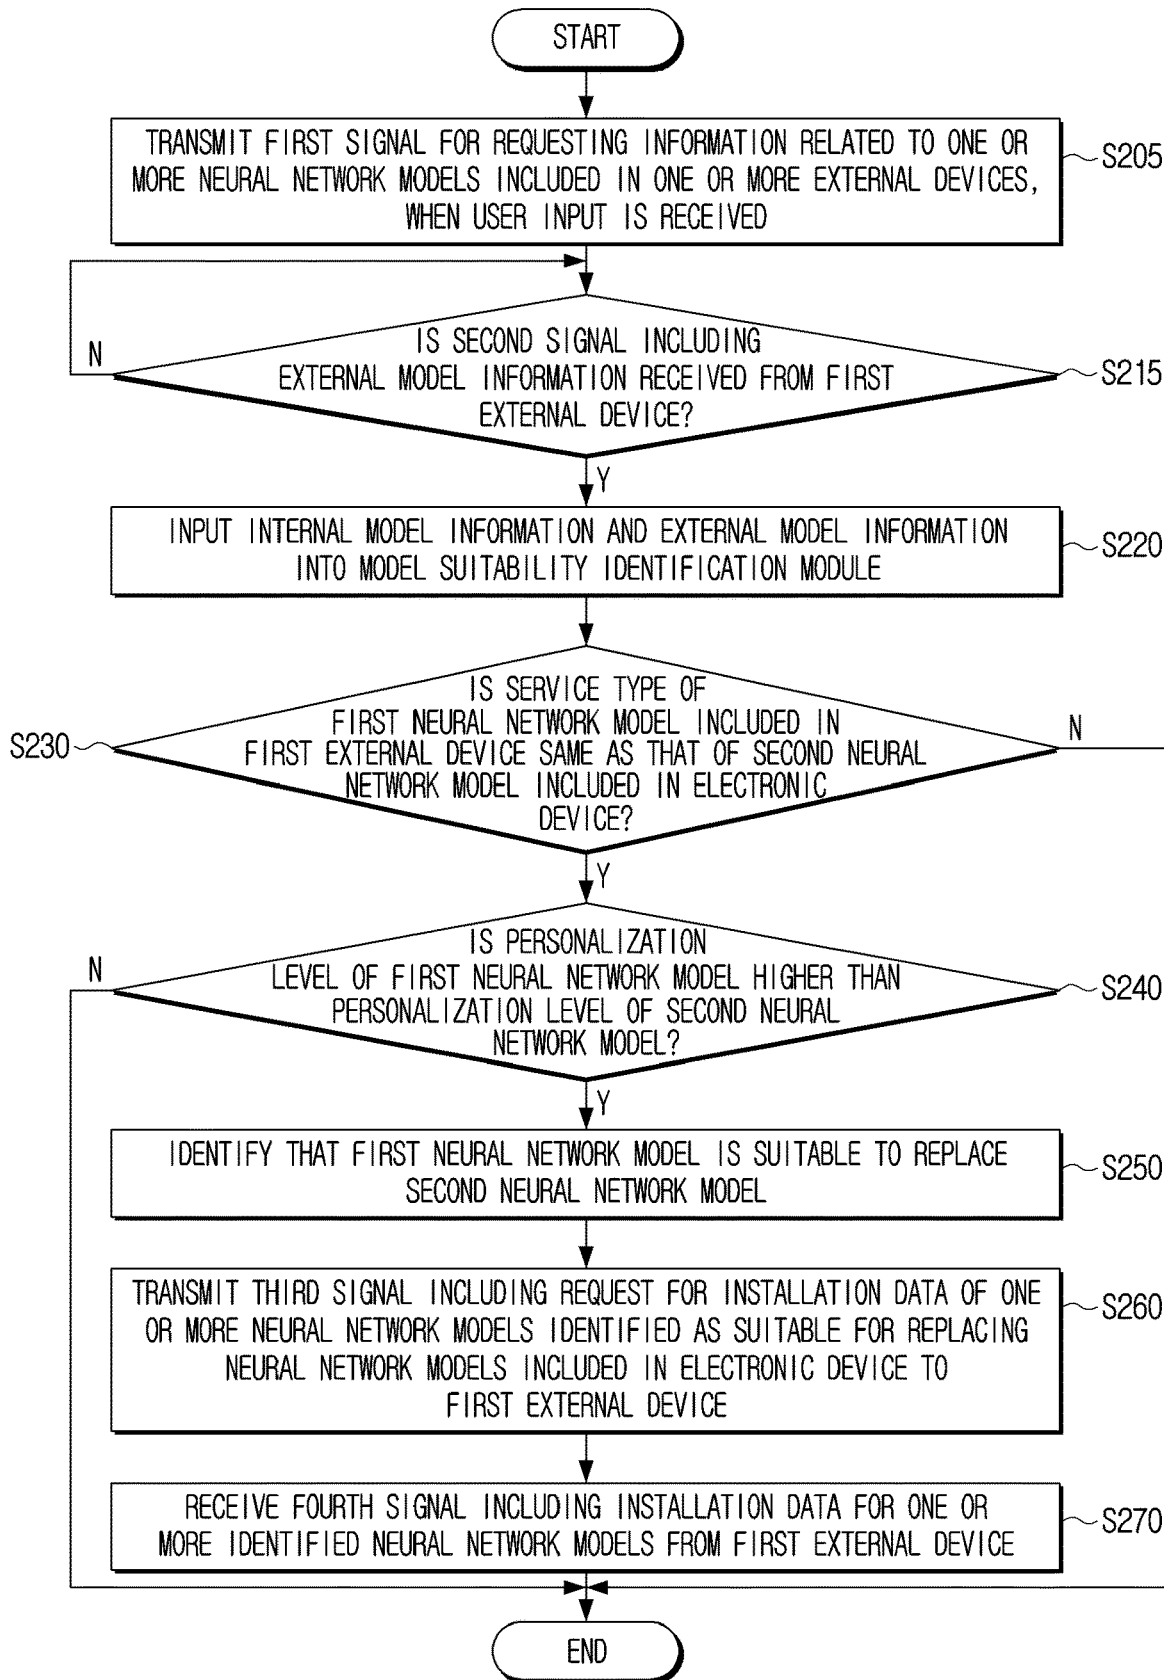 START
TRANSMIT FIRST SIGNAL FOR REQUESTING INFORMATION RELATED TO ONE OR
MORE NEURAL NETWORK MODELS INCLUDED IN ONE OR MORE EXTERNAL DEVICES,
WHEN USER INPUT IS RECEIVED
S205
IS SECOND SIGNAL INCLUDING
EXTERNAL MODEL INFORMATION RECEIVED FROM FIRST
EXTERNAL DEVICE?
N
S215
Y
INPUT INTERNAL MODEL INFORMATION AND EXTERNAL MODEL INFORMATION
INTO MODEL SUITABILITY IDENTIFICATION MODULE
S220
IS SERVICE TYPE OF
FIRST NEURAL NETWORK MODEL INCLUDED IN
FIRST EXTERNAL DEVICE SAME AS THAT OF SECOND NEURAL
NETWORK MODEL INCLUDED IN ELECTRONIC
DEVICE?
S230
N
Y
IS PERSONALIZATION
LEVEL OF FIRST NEURAL NETWORK MODEL HIGHER THAN
PERSONALIZATION LEVEL OF SECOND NEURAL
NETWORK MODEL?
N
S240
Y
IDENTIFY THAT FIRST NEURAL NETWORK MODEL IS SUITABLE TO REPLACE
SECOND NEURAL NETWORK MODEL
S250
TRANSMIT THIRD SIGNAL INCLUDING REQUEST FOR INSTALLATION DATA OF ONE
OR MORE NEURAL NETWORK MODELS IDENTIFIED AS SUITABLE FOR REPLACING
NEURAL NETWORK MODELS INCLUDED IN ELECTRONIC DEVICE TO
FIRST EXTERNAL DEVICE
S260
RECEIVE FOURTH SIGNAL INCLUDING INSTALLATION DATA FOR ONE OR
MORE IDENTIFIED NEURAL NETWORK MODELS FROM FIRST EXTERNAL DEVICE
S270
END